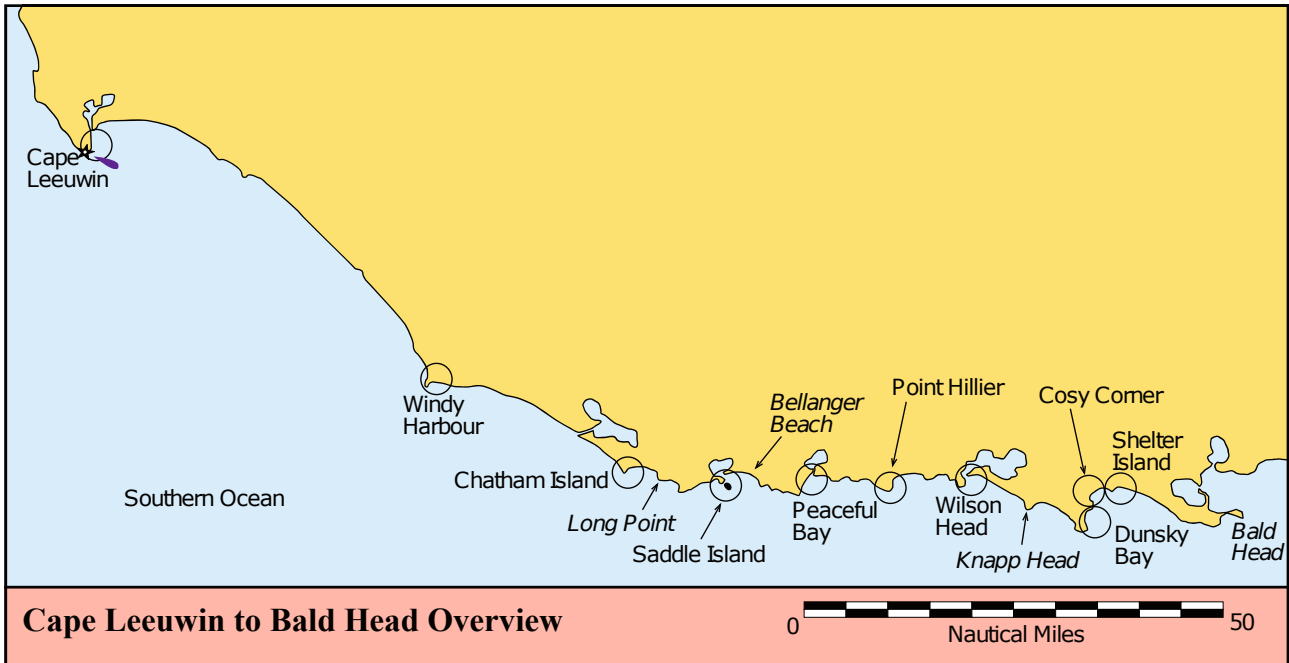 Cape
Leeuwin
Windy
Harbour
Southern Ocean
Chatham Island
Long Point
Saddle Island
Bellanger
Beach
Peaceful
Bay
Point Hillier
Wilson
Head
Knapp Head
Cosy Corner
Shelter
Island
Dunsky
Bay
Bald
Head
Cape Leeuwin to Bald Head Overview
0
50
Nautical Miles